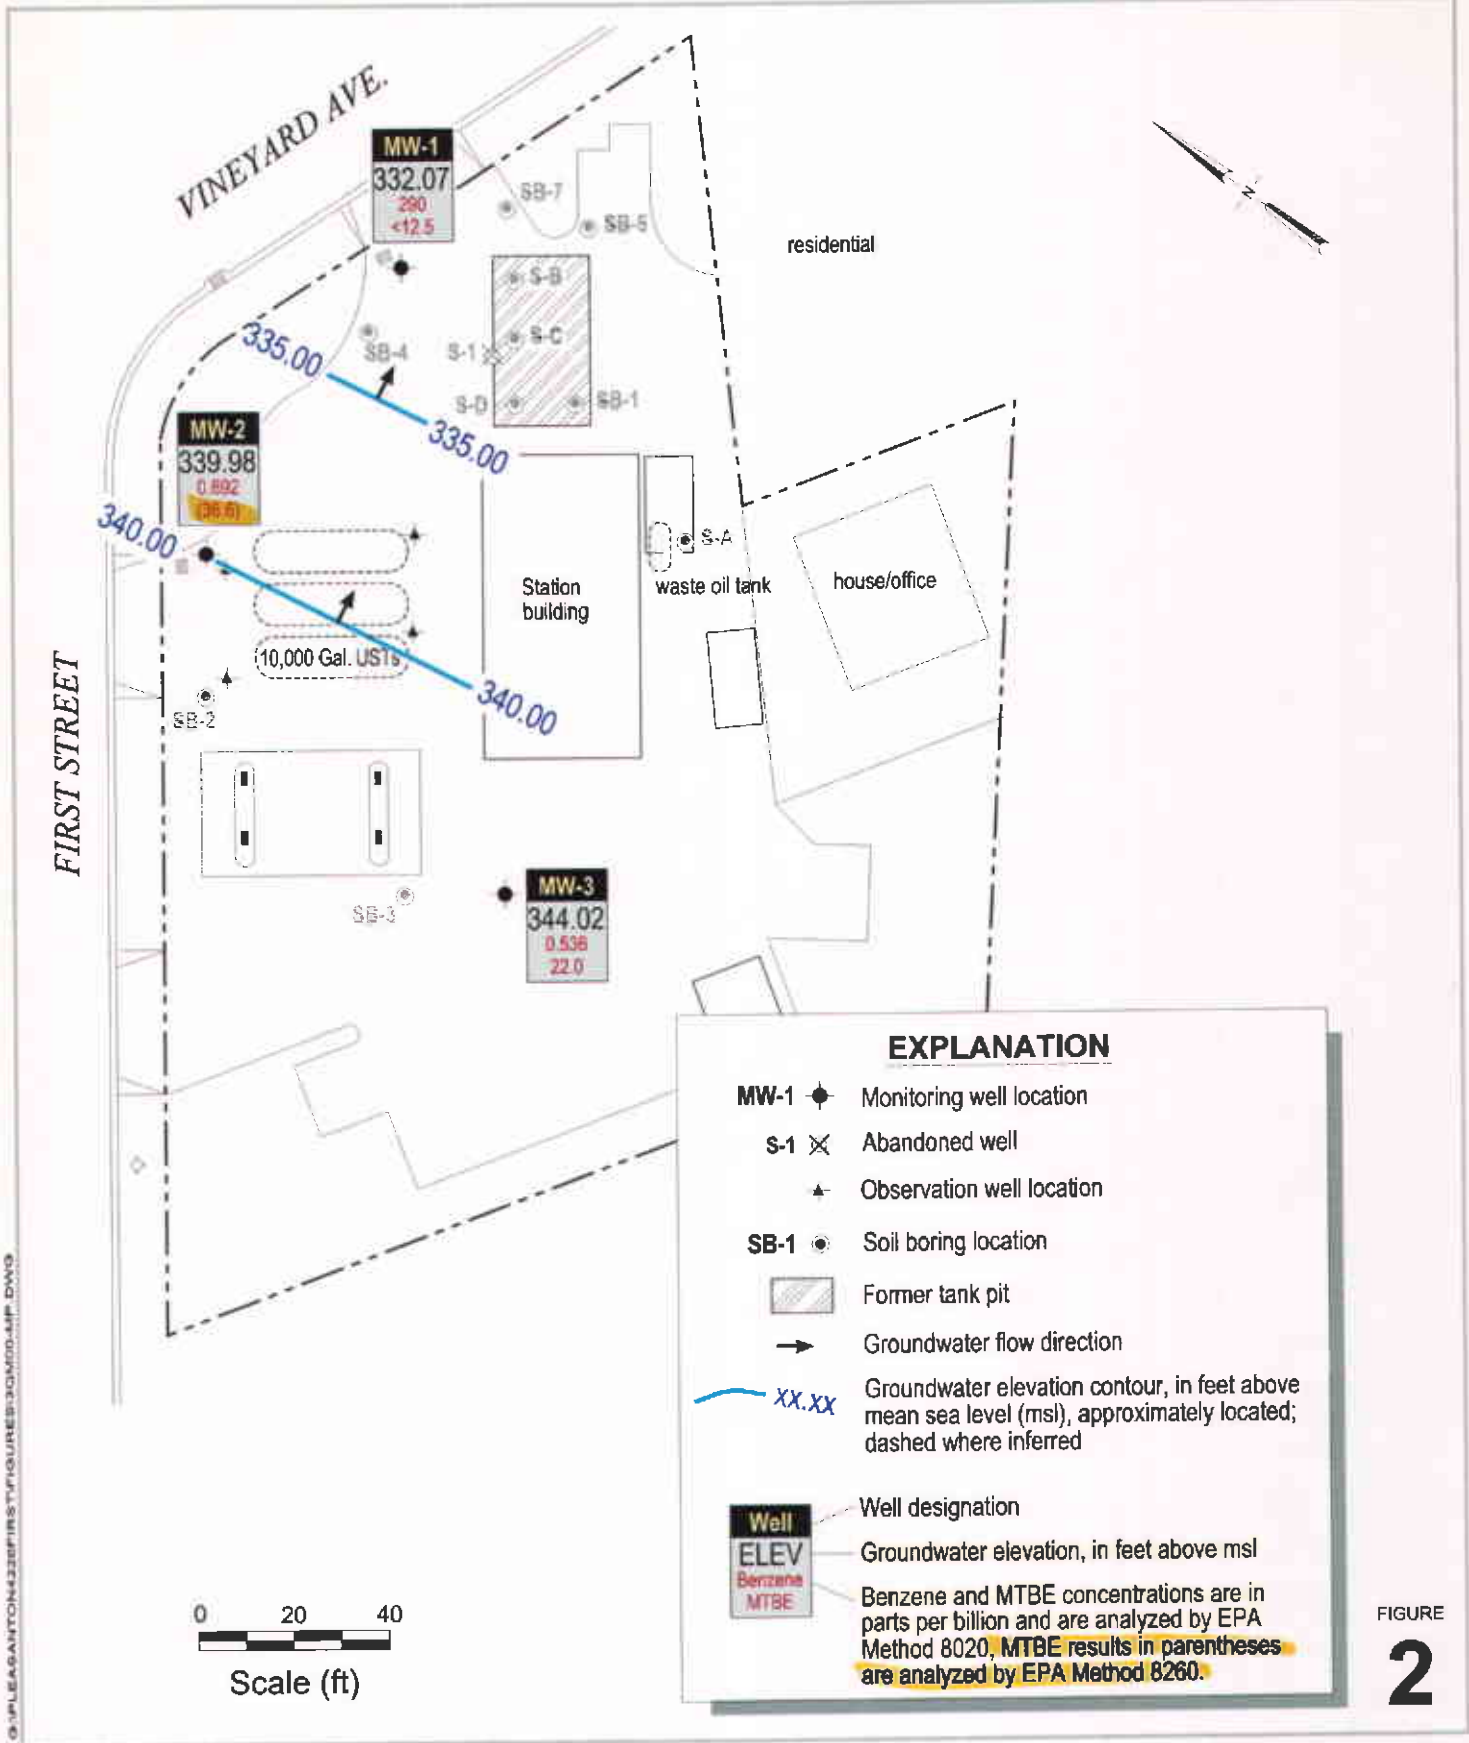 VINEYARD AVE.
MW-1
332.07
290
<12.5
SB-7
SB-5
residential
N
S-B
S-C
335.00
SB-4
S-1
S-D
SB-1
335.00
MW-2
339.98
0.692
(36.6)
340.00
S-A
Station
building
waste oil tank
house/office
10,000 Gal. USTs
340.00
SB-2
FIRST STREET
SB-3
MW-3
344.02
0.536
22.0
EXPLANATION
MW-1 Monitoring well location
S-1 Abandoned well
Observation well location
SB-1 Soil boring location
Former tank pit
Groundwater flow direction
XX.XX Groundwater elevation contour, in feet above
mean sea level (msl), approximately located;
dashed where inferred
Well
ELEV
Benzene
MTBE
Well designation
Groundwater elevation, in feet above msl
Benzene and MTBE concentrations are in
parts per billion and are analyzed by EPA
Method 8020, MTBE results in parentheses
are analyzed by EPA Method 8260.
0 20 40
Scale (ft)
FIGURE
2